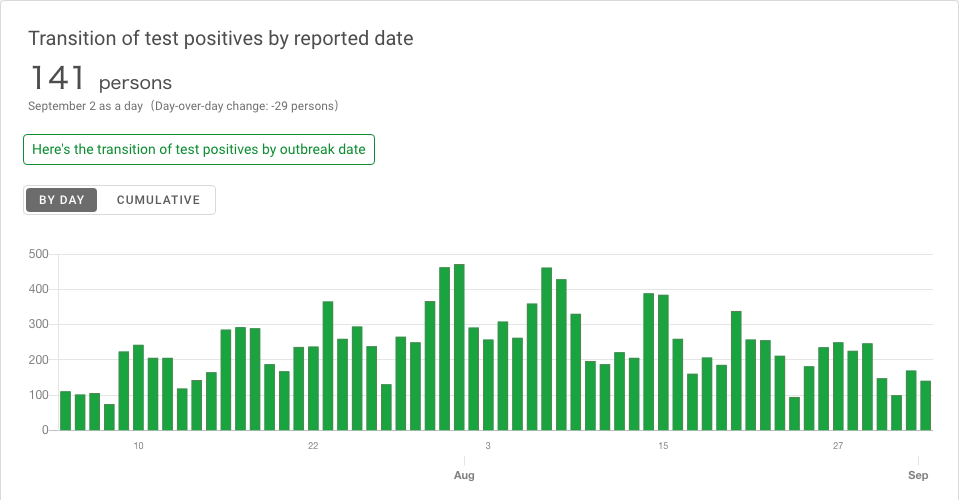 Transition of test positives by reported date
141 persons
September 2 as a day（Day-over-day change: -29 persons）
Here's the transition of test positives by outbreak date
BY DAY CUMULATIVE
500
400
300
200
100
0
10 22 3 15 27
Aug Sep